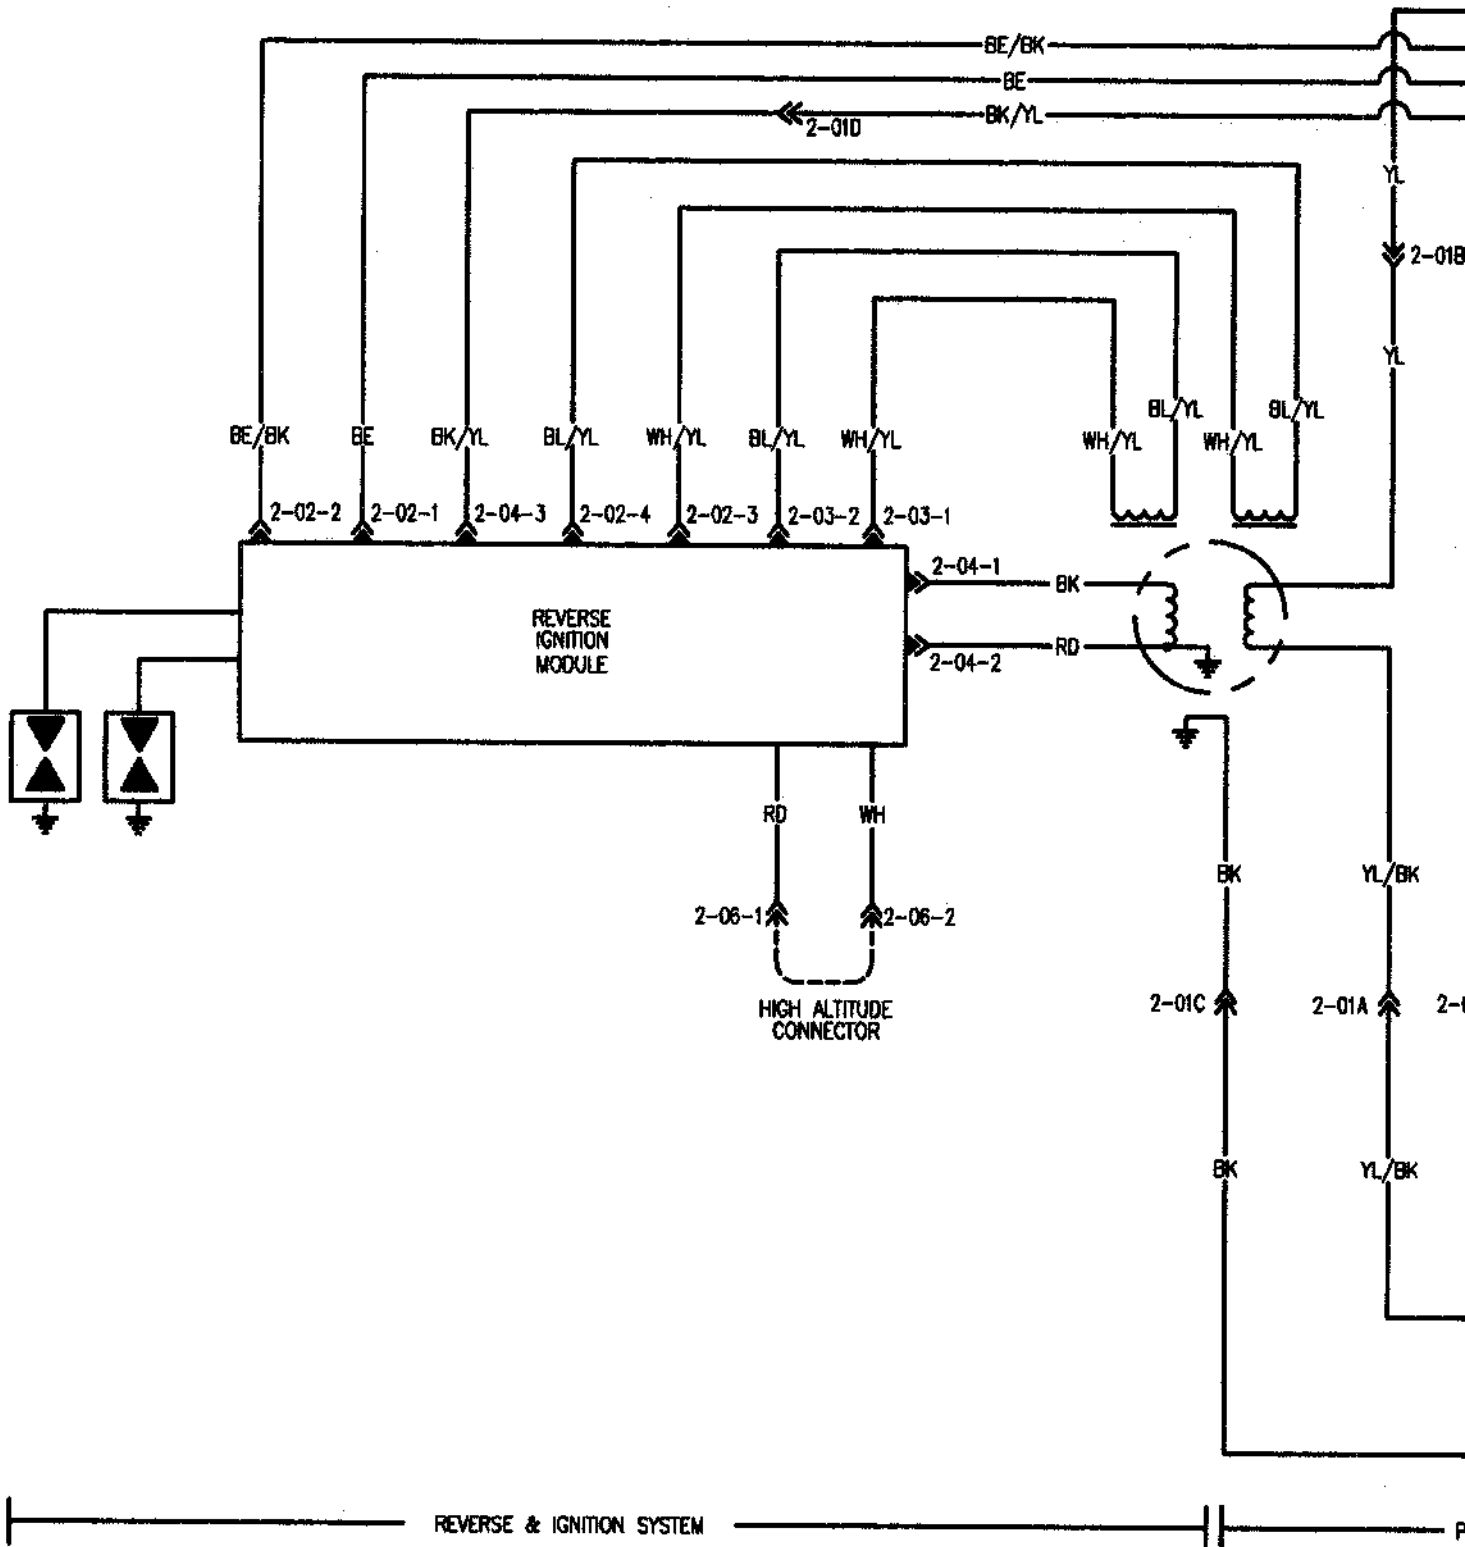 BE/BK
BE
BK/YL
2-01D
YL
2-01B
YL
BL/YL
BL/YL
BE/BK
BE
BK/YL
BL/YL
WH/YL
BL/YL
WH/YL
WH/YL
WH/YL
2-02-2
2-02-1
2-04-3
2-02-4
2-02-3
2-03-2
2-03-1
2-04-1
BK
REVERSE
IGNITION
MODULE
RD
2-04-2
RD
WH
BK
YL/BK
2-06-1
2-06-2
HIGH ALTITUDE
CONNECTOR
2-01C
2-01A
BK
YL/BK
REVERSE & IGNITION SYSTEM